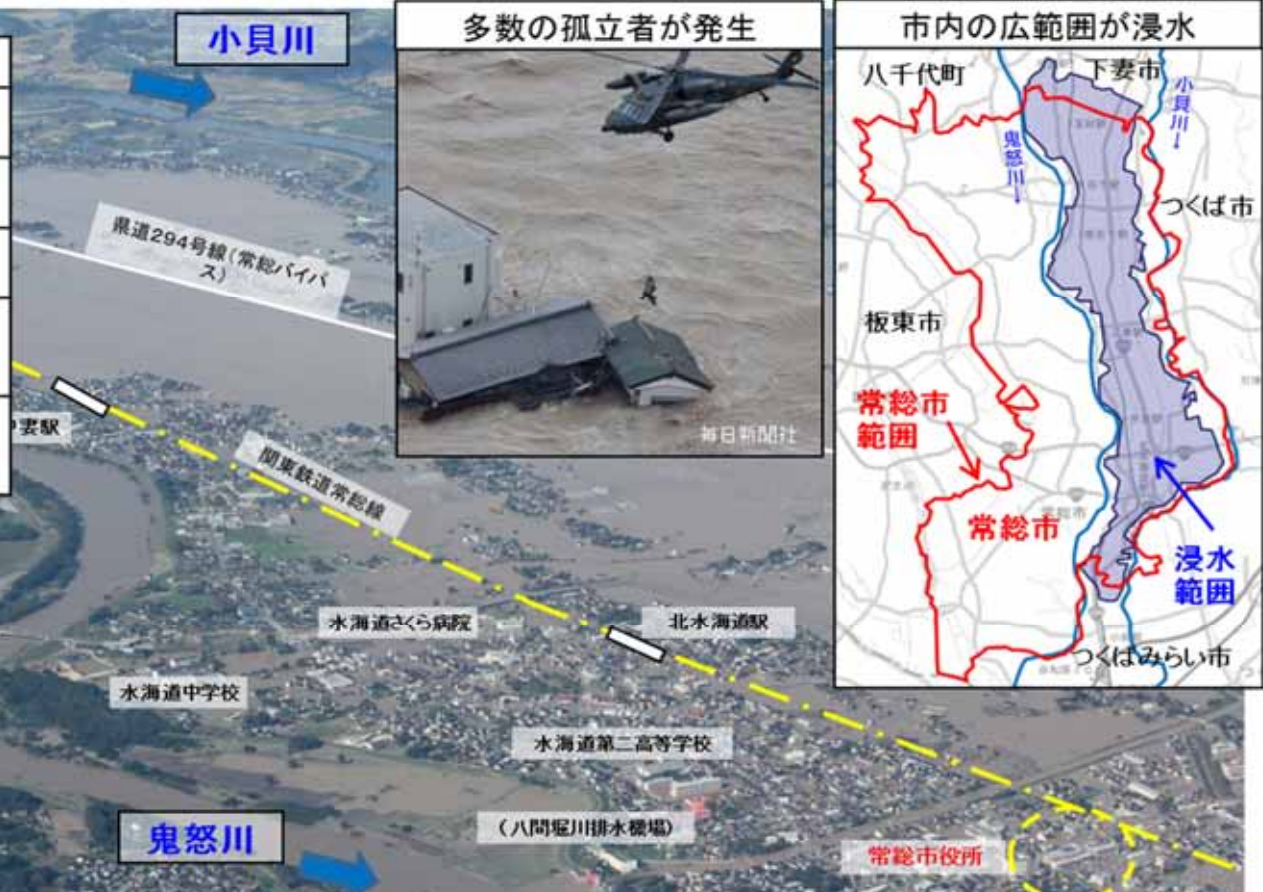 小貝川
県道294号線(常総バイパ
ス)
妻駅
関東鉄道常総線
水海道さくら病院
北水海道駅
水海道中学校
水海道第二高等学校
(八間堀川排水機場)
鬼怒川
常総市役所
多数の孤立者が発生
毎日新聞社
市内の広範囲が浸水
八千代町
下妻市
小貝川→
鬼怒川→
つくば市
板東市
常総市
範囲
常総市
浸水
範囲
つくばみらい市